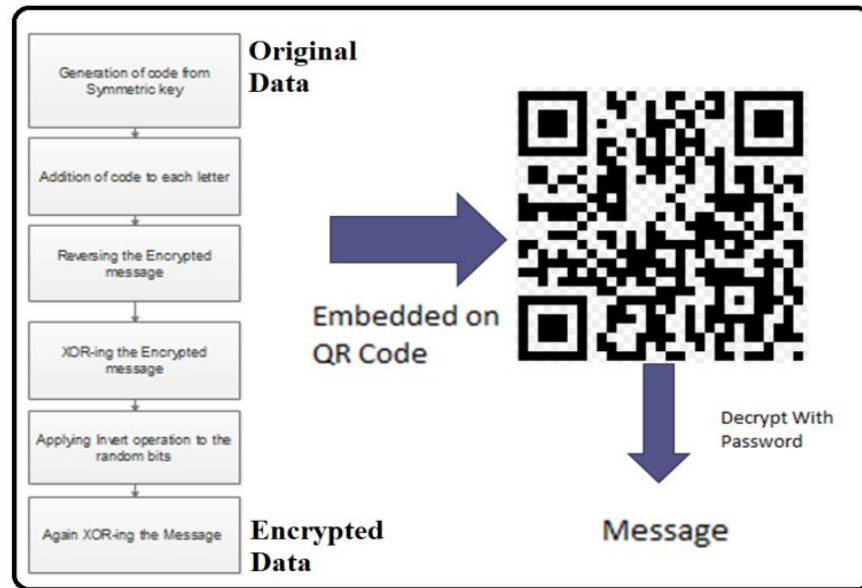 Original
Data
Generation of code from
Symmetric key
Addition of code to each letter
Reversing the Encrypted
message
XOR-ing the Encrypted
message
Applying Invert operation to the
random bits
Again XOR-ing the Message
Encrypted
Data
Embedded on
QR Code
Decrypt With
Password
Message